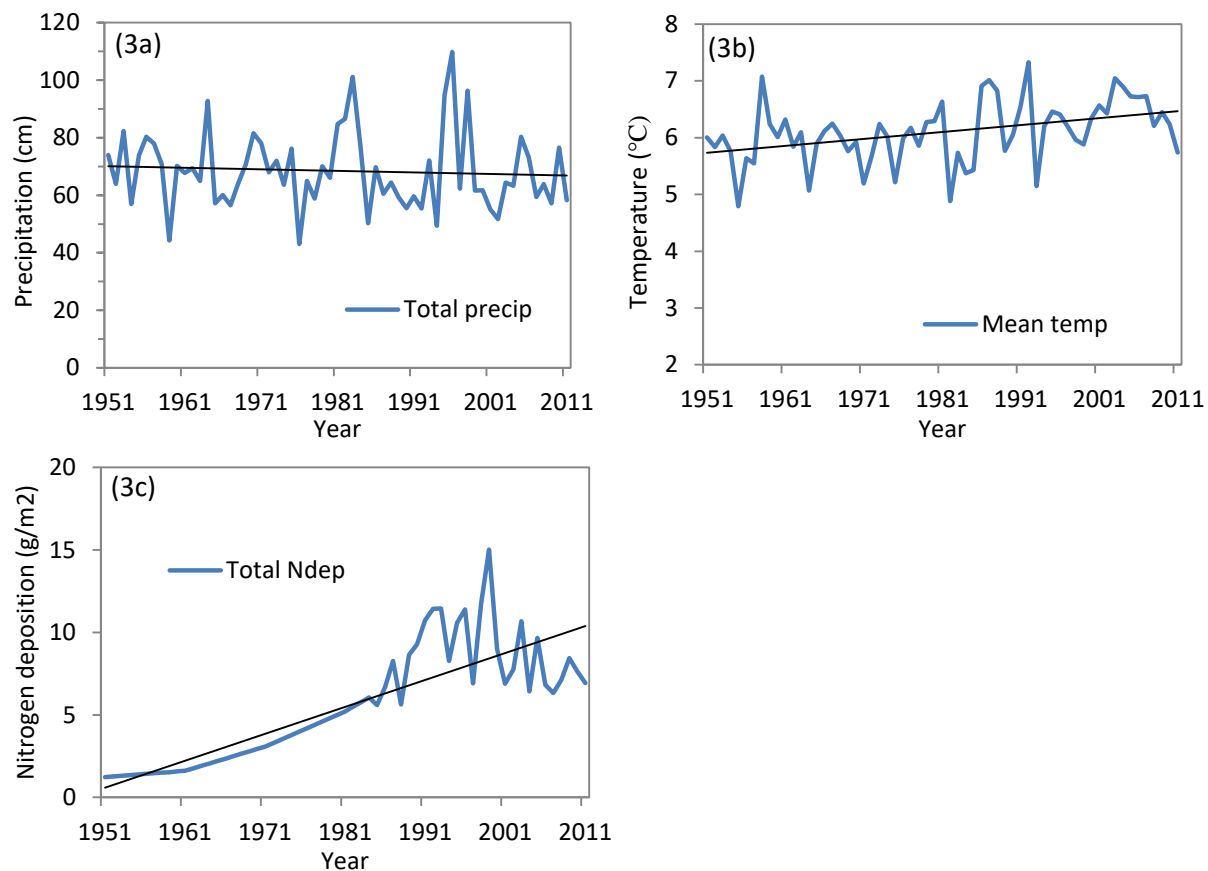 (3a)
Precipitation (cm)
120
100
80
60
40
20
0
Total precip
1951 1961 1971 1981 1991 2001 2011
Year
(3b)
Temperature (℃)
8
7
6
5
4
3
2
Mean temp
1951 1961 1971 1981 1991 2001 2011
Year
(3c)
Nitrogen deposition (g/m2)
20
15
10
5
0
Total Ndep
1951 1961 1971 1981 1991 2001 2011
Year